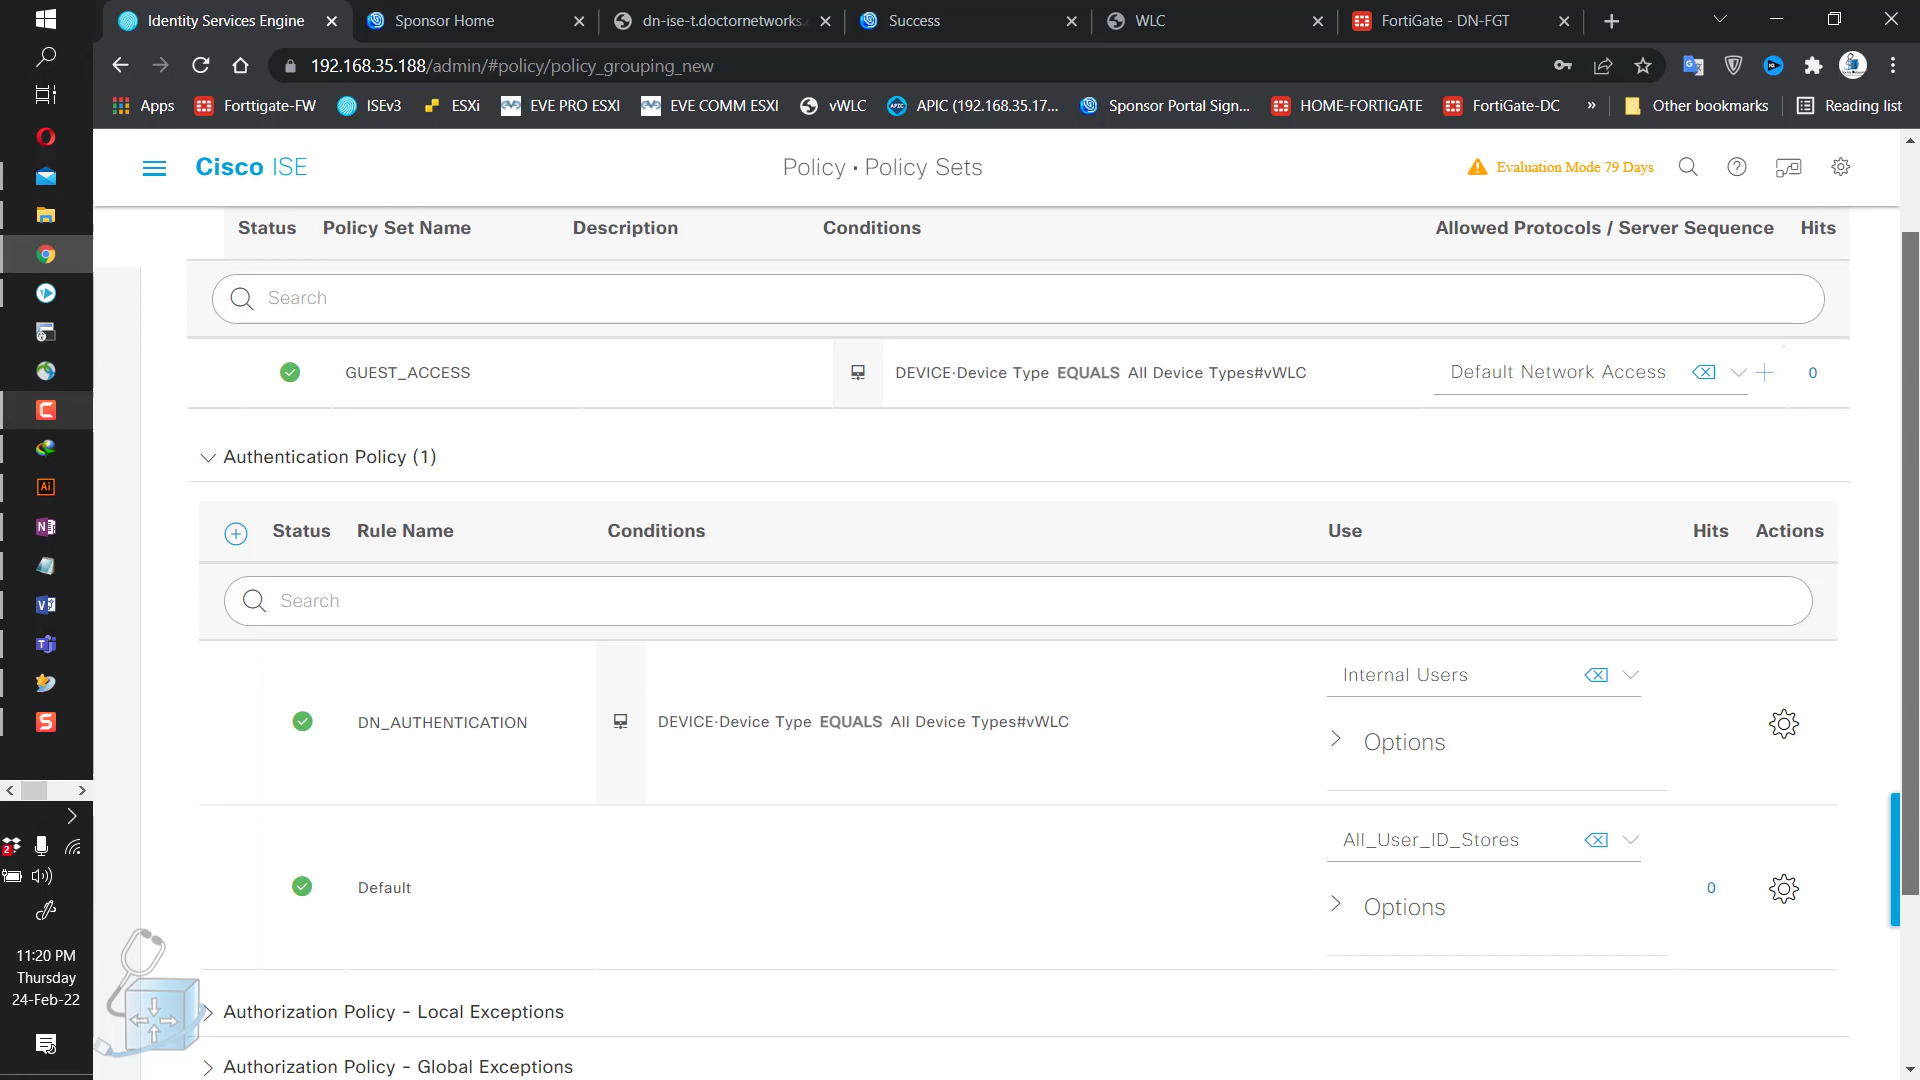 Identity Services Engine
Sponsor Home
dn-ise-t.doctornetworks.
Success
WLC
FortiGate - DN-FGT
192.168.35.188/admin/#policy/policy_grouping_new
Apps
Forttigate-FW
ISEv3
ESXi
EVE PRO ESXI
EVE COMM ESXI
vWLC
APIC (192.168.35.17...
Sponsor Portal Sign...
HOME-FORTIGATE
FortiGate-DC
»
Other bookmarks
Reading list
Cisco ISE
Policy · Policy Sets
Evaluation Mode 79 Days
Status Policy Set Name Description Conditions Allowed Protocols / Server Sequence Hits
Search
GUEST_ACCESS DEVICE·Device Type EQUALS All Device Types#vWLC Default Network Access 0
Authentication Policy (1)
Status Rule Name Conditions Use Hits Actions
Search
Internal Users
DN_AUTHENTICATION DEVICE·Device Type EQUALS All Device Types#vWLC
Options
All_User_ID_Stores
Default 0
Options
Authorization Policy - Local Exceptions
Authorization Policy - Global Exceptions
11:20 PM
Thursday
24-Feb-22